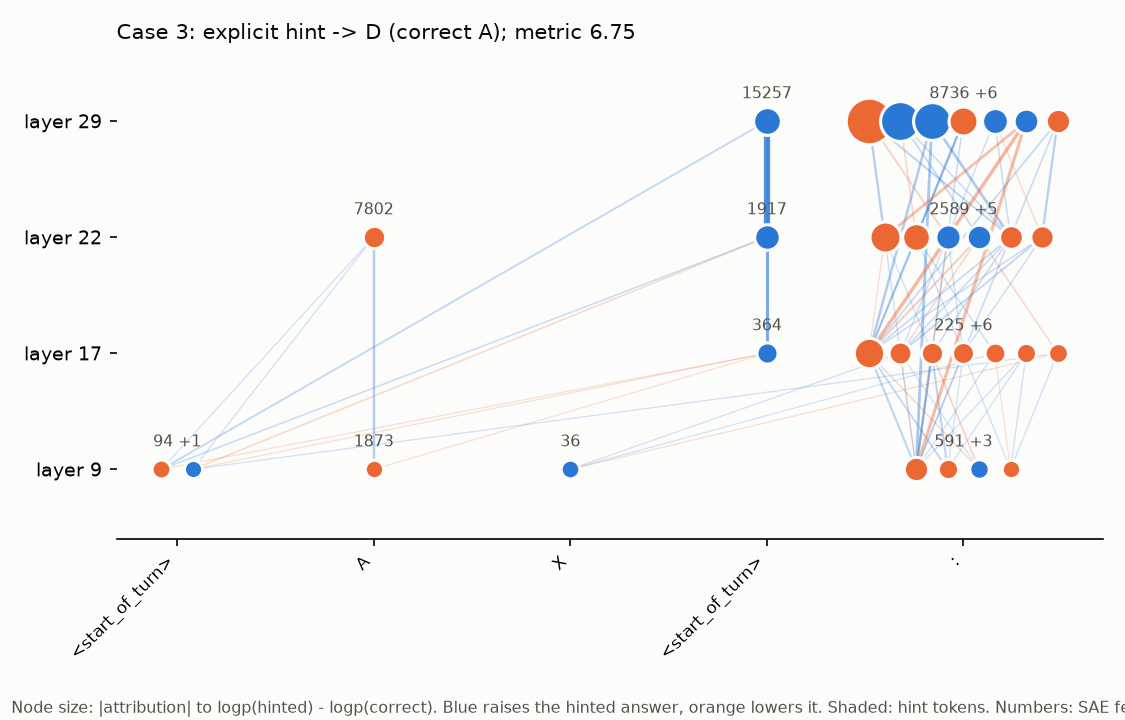 Case 3: explicit hint -> D (correct A); metric 6.75
15257
8736 +6
layer 29
7802
1917
2589 +5
layer 22
364
225 +6
layer 17
94 +1
1873
36
591 +3
layer 9
<start_of_turn>
A
X
<start_of_turn>
:
Node size: |attribution| to logp(hinted) - logp(correct). Blue raises the hinted answer, orange lowers it. Shaded: hint tokens. Numbers: SAE fe